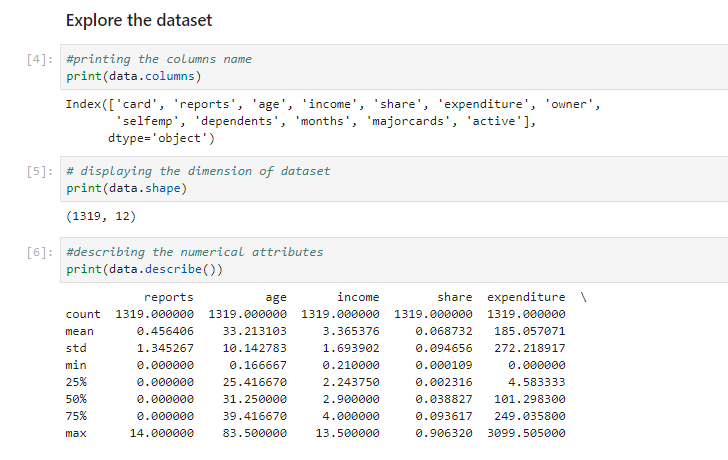 Explore the dataset
[4]: #printing the columns name
print(data.columns)
Index(['card', 'reports', 'age', 'income', 'share', 'expenditure', 'owner',
'selfemp', 'dependents', 'months', 'majorcards', 'active'],
dtype='object')
[5]: # displaying the dimension of dataset
print(data.shape)
(1319, 12)
[6]: #describing the numerical attributes
print(data.describe())
reports age income share expenditure \
count 1319.000000 1319.000000 1319.000000 1319.000000 1319.000000
mean 0.456406 33.213103 3.365376 0.068732 185.057071
std 1.345267 10.142783 1.693902 0.094656 272.218917
min 0.000000 0.166667 0.210000 0.000109 0.000000
25% 0.000000 25.416670 2.243750 0.002316 4.583333
50% 0.000000 31.250000 2.900000 0.038827 101.298300
75% 0.000000 39.416670 4.000000 0.093617 249.035800
max 14.000000 83.500000 13.500000 0.906320 3099.505000